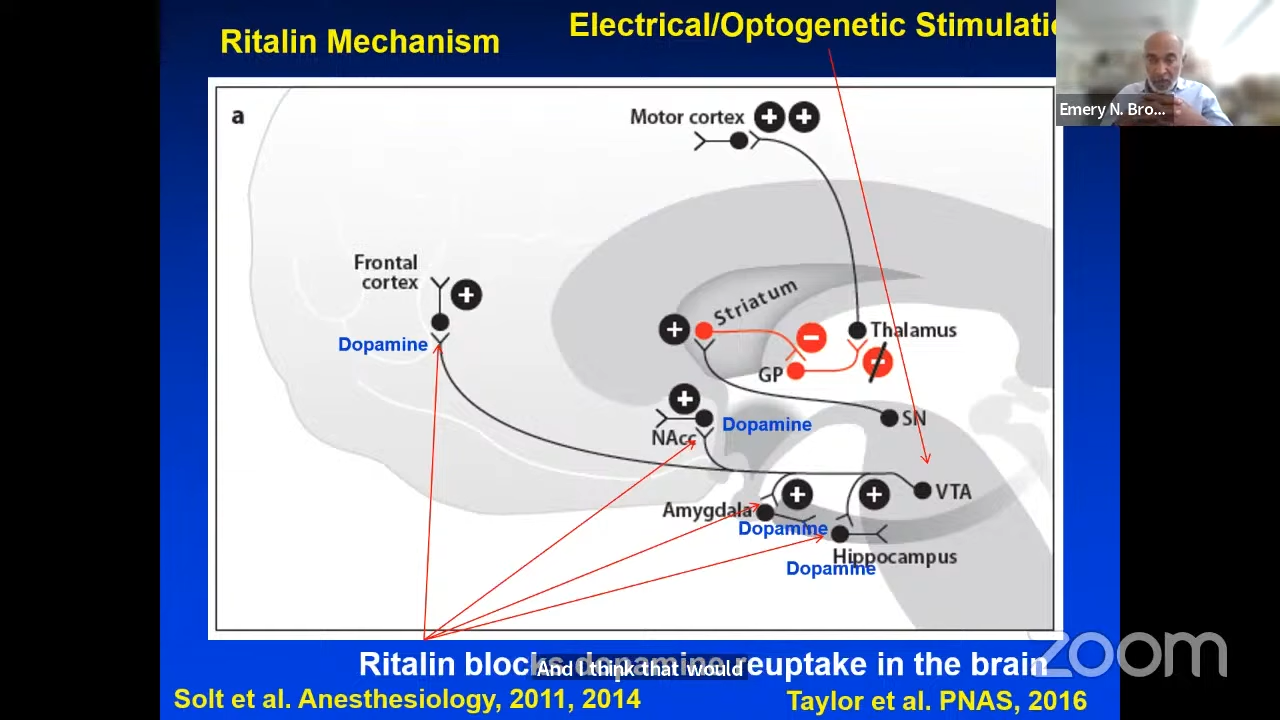 Ritalin Mechanism
Electrical/Optogenetic Stimulatio
Emery N. Bro...
a
Motor cortex
Frontal
cortex
Dopamine
Striatum
Thalamus
GP
SN
NAcc
Dopamine
VTA
Amygdala
Dopamine
Hippocampus
Dopamine
Ritalin blocks dopamine reuptake in the brain
And I think that would
zoom
Solt et al. Anesthesiology, 2011, 2014
Taylor et al. PNAS, 2016